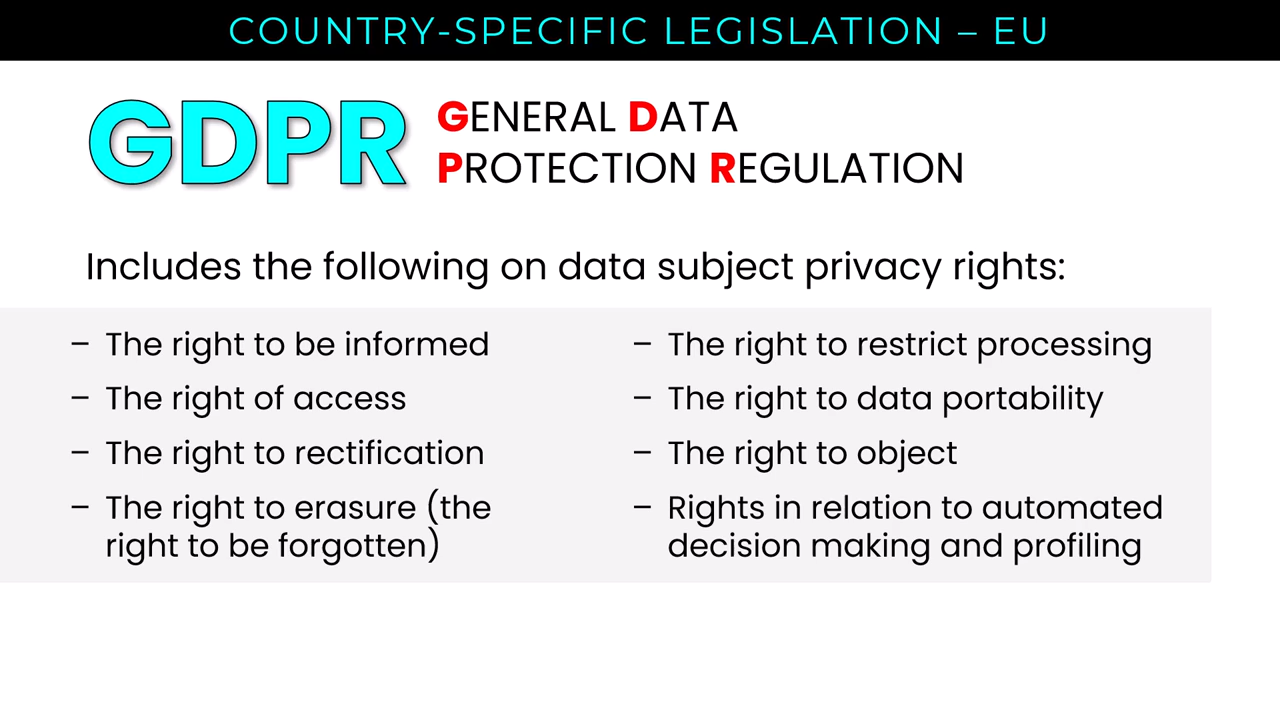 COUNTRY-SPECIFIC LEGISLATION – EU
GDPR
GENERAL DATA
PROTECTION REGULATION
Includes the following on data subject privacy rights:
– The right to be informed
– The right of access
– The right to rectification
– The right to erasure (the
right to be forgotten)
– The right to restrict processing
– The right to data portability
– The right to object
– Rights in relation to automated
decision making and profiling